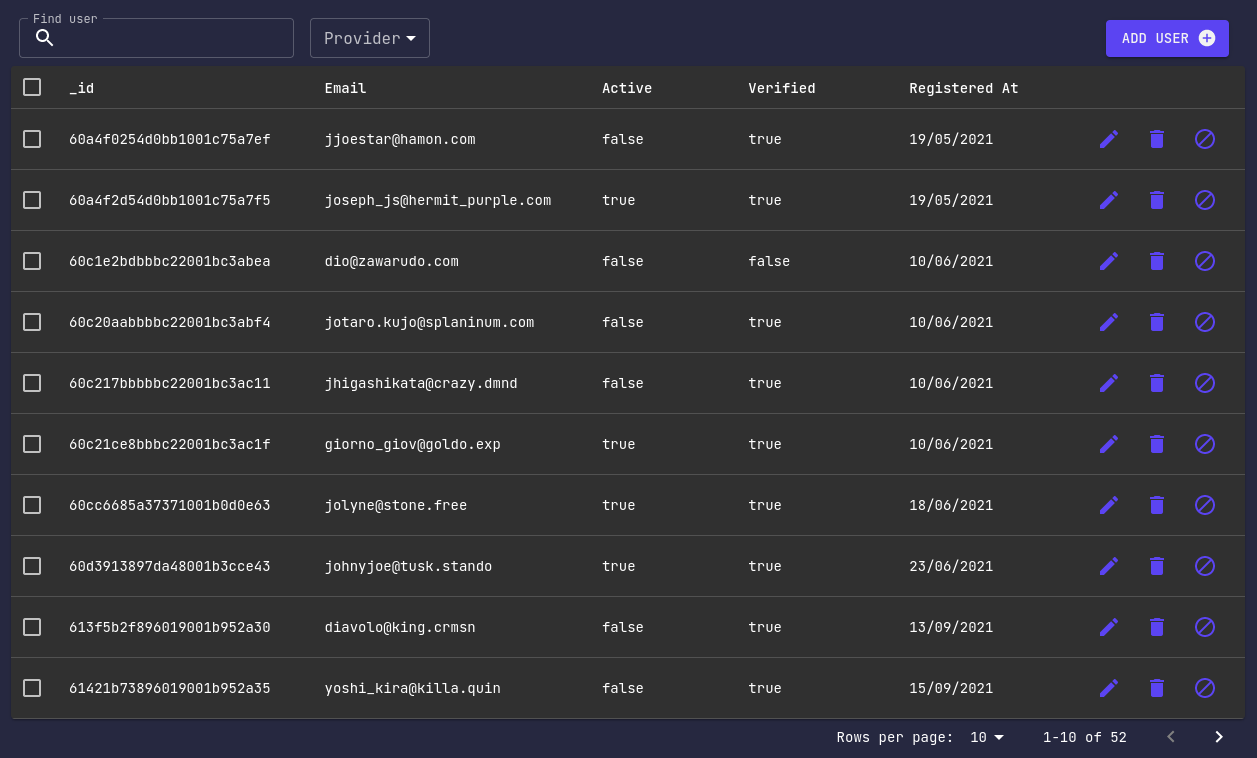 Find user
Provider
ADD USER
_id Email Active Verified Registered At
60a4f0254d0bb1001c75a7ef jjoestar@hamon.com false true 19/05/2021
60a4f2d54d0bb1001c75a7f5 joseph_js@hermit_purple.com true true 19/05/2021
60c1e2bdbbbc22001bc3abea dio@zawarudo.com false false 10/06/2021
60c20aabbbbc22001bc3abf4 jotaro.kujo@splaninum.com false true 10/06/2021
60c217bbbbbc22001bc3ac11 jhigashikata@crazy.dmnd false true 10/06/2021
60c21ce8bbbc22001bc3ac1f giorno_giov@goldo.exp true true 10/06/2021
60cc6685a37371001b0d0e63 jolyne@stone.free true true 18/06/2021
60d3913897da48001b3cce43 johnyjoe@tusk.stando true true 23/06/2021
613f5b2f896019001b952a30 diavolo@king.crmsn false true 13/09/2021
61421b73896019001b952a35 yoshi_kira@killa.quin false true 15/09/2021
Rows per page: 10 1-10 of 52